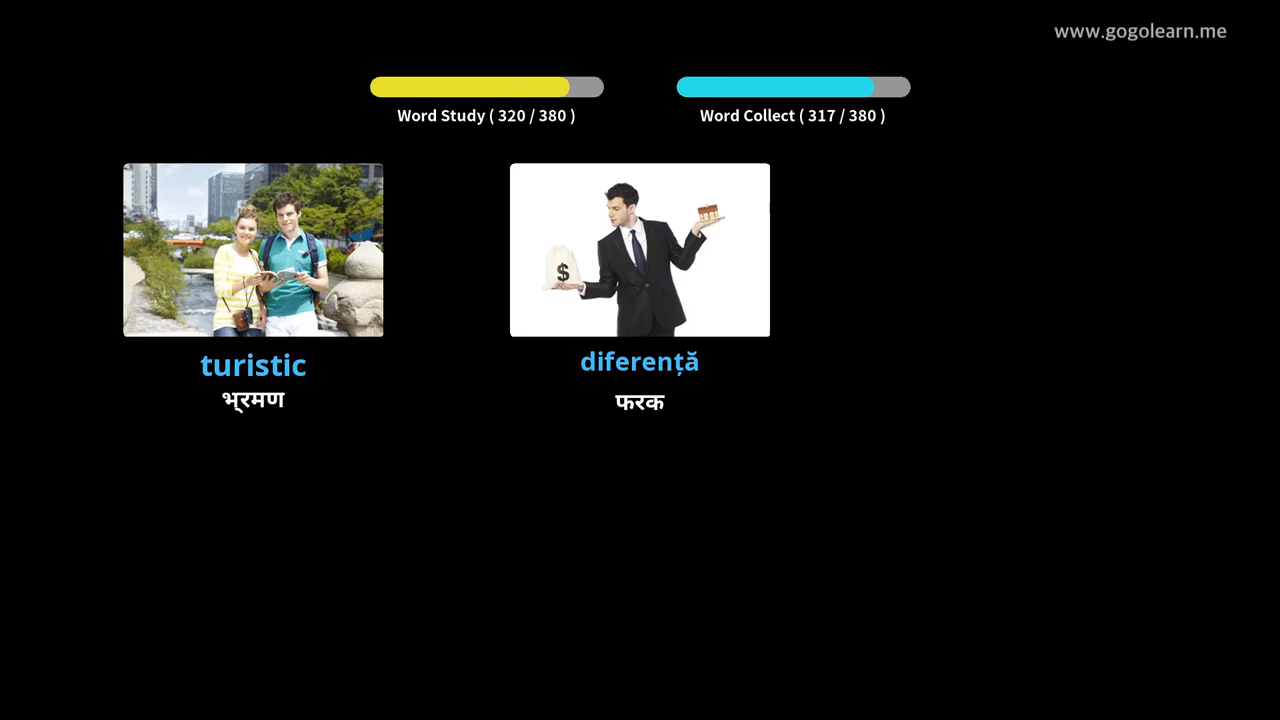 www.gogolearn.me
Word Study ( 320 / 380 )
Word Collect ( 317 / 380 )
$
turistic
भ्रमण
diferență
फरक